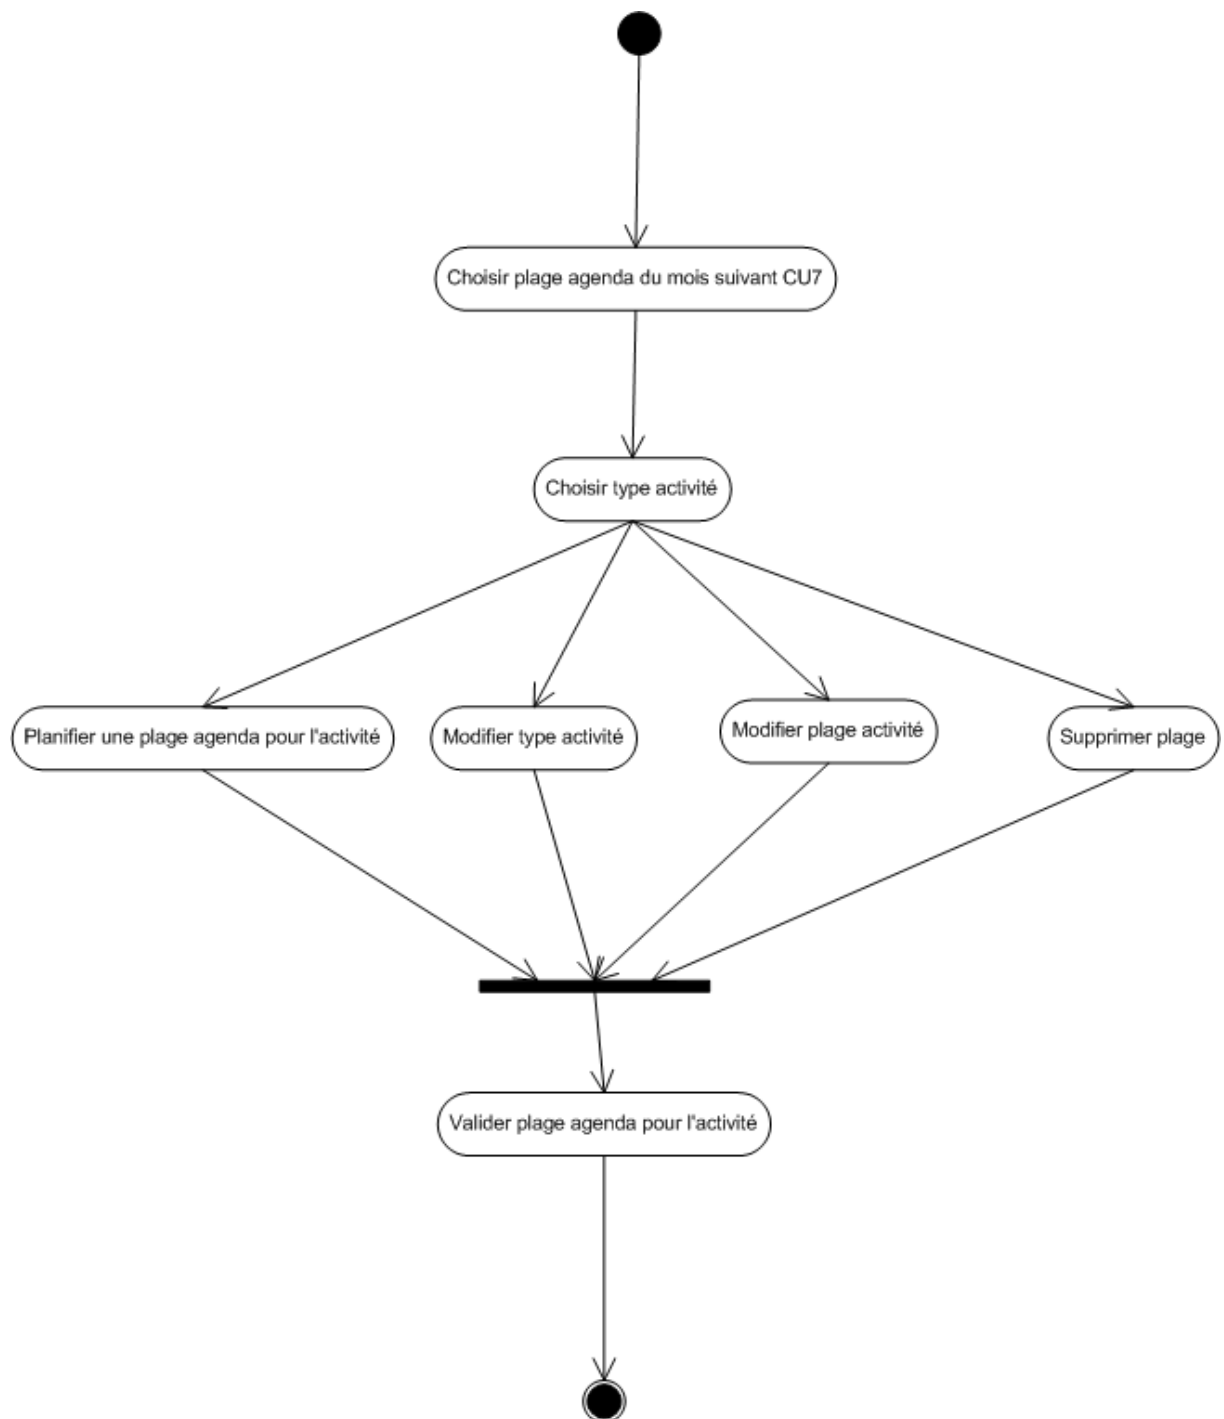 Choisir plage agenda du mois suivant CU7
Choisir type activité
Planifier une plage agenda pour l'activité
Modifier type activité
Modifier plage activité
Supprimer plage
Valider plage agenda pour l'activité